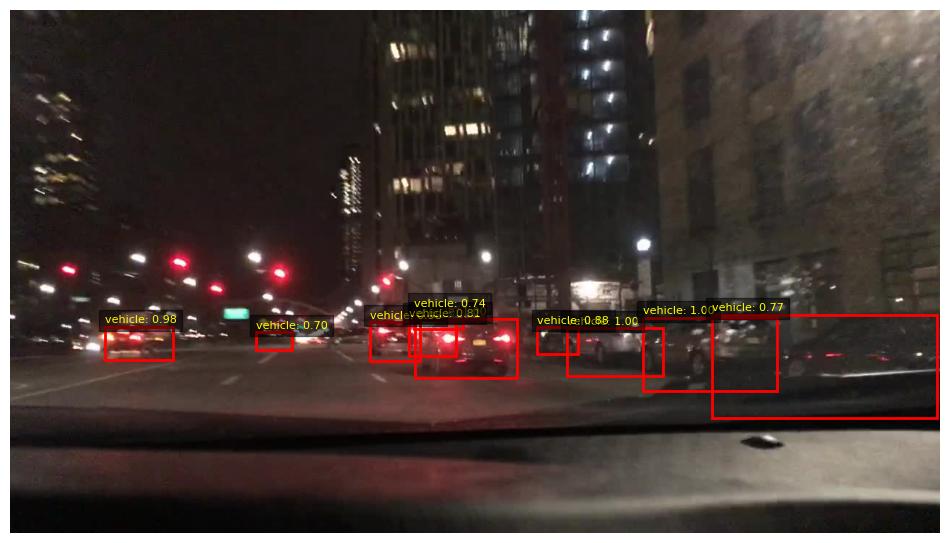 vehicle: 0.98
vehicle: 0.70
vehicle: 0.74
vehicle: 0.81
vehicle: 0.88
1.00
vehicle: 1.00
vehicle: 0.77